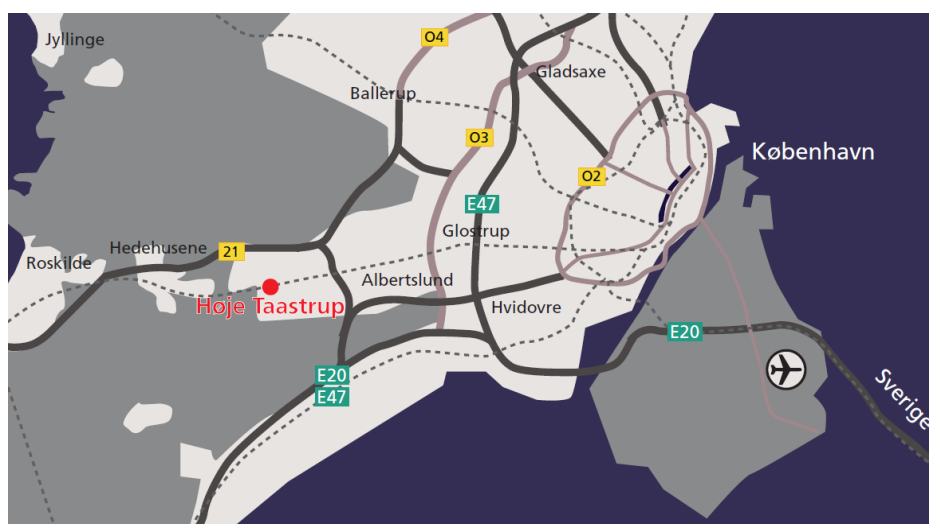 Jyllinge
O4
Gladsaxe
Ballerup
O3
København
O2
E47
Glostrup
Hedehusene
21
Roskilde
Albertslund
Høje Taastrup
Hvidovre
E20
E20
E47
Sverige